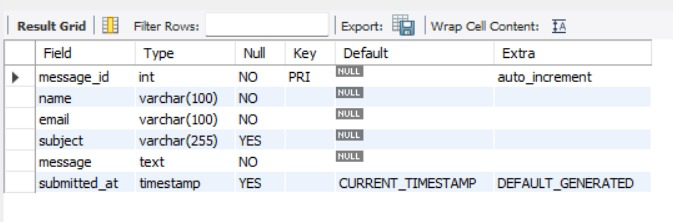 Result Grid Filter Rows: Export: Wrap Cell Content: IA
Field Type Null Key Default Extra
message_id int NO PRI NULL auto_increment
name varchar(100) NO NULL
email varchar(100) NO NULL
subject varchar(255) YES NULL
message text NO NULL
submitted_at timestamp YES CURRENT_TIMESTAMP DEFAULT_GENERATED